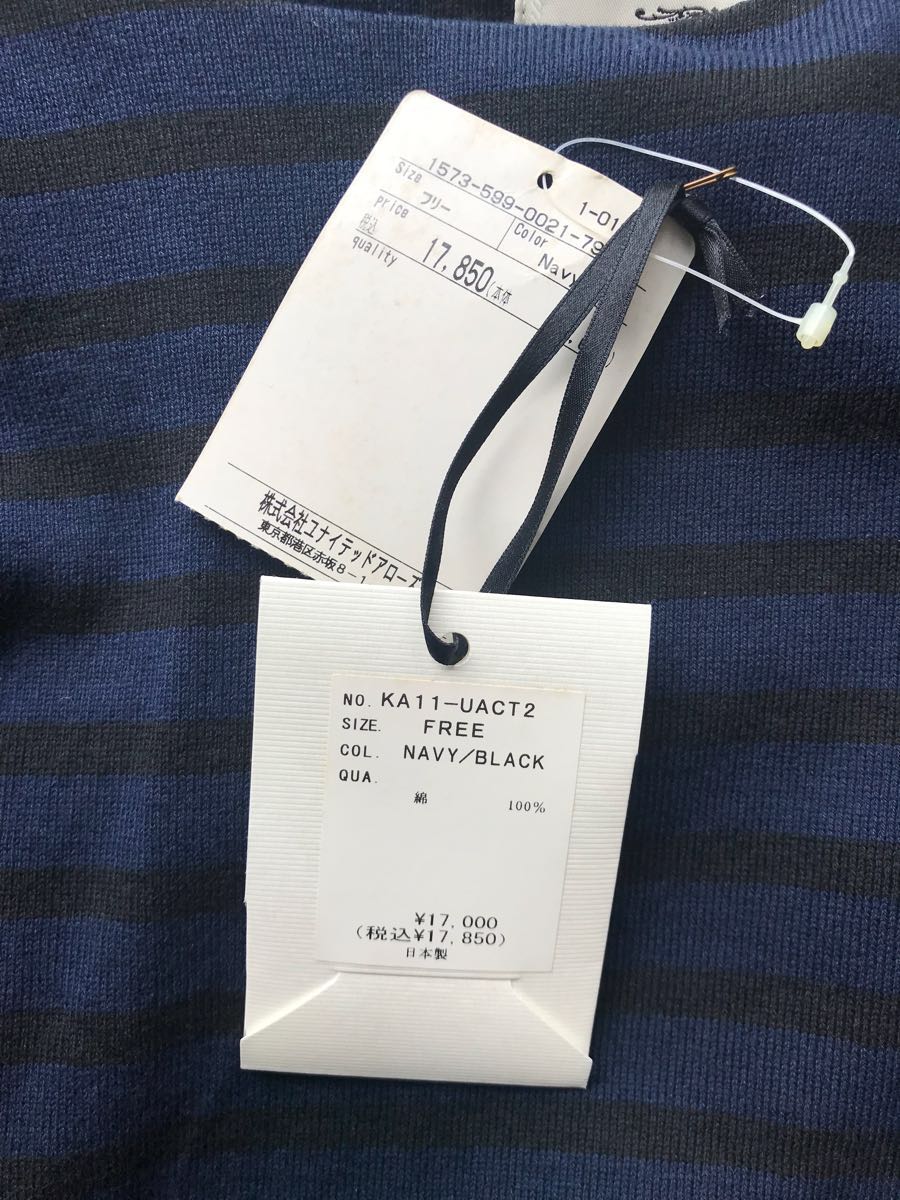 1573-599-0021-79
1-01
Size フリー
Color Navy
price 税込 17,850(本体
quality
株式会社ユナイテッドアローズ
東京都港区赤坂8-1
NO. KA11-UACT2
SIZE. FREE
COL. NAVY/BLACK
QUA.
綿 100%
¥17,000
(税込¥17,850)
日本製